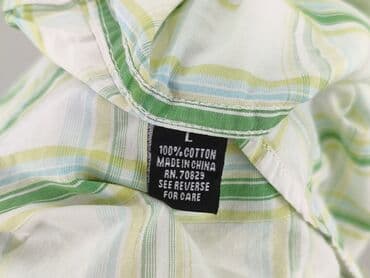 L
100% COTTON
MADE IN CHINA
RN. 70829
SEE REVERSE
FOR CARE